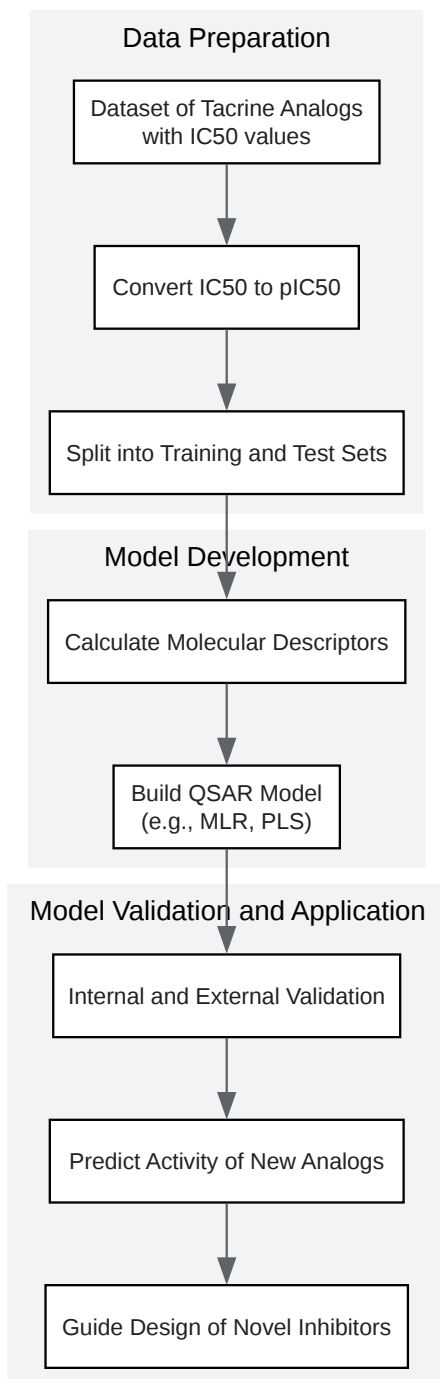 Data Preparation
Dataset of Tacrine Analogs
with IC50 values
Convert IC50 to pIC50
Split into Training and Test Sets
Model Development
Calculate Molecular Descriptors
Build QSAR Model
(e.g., MLR, PLS)
Model Validation and Application
Internal and External Validation
Predict Activity of New Analogs
Guide Design of Novel Inhibitors